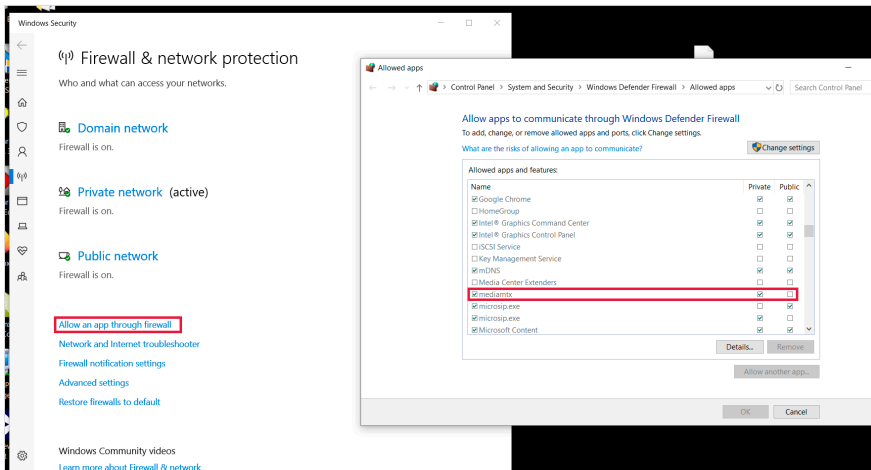 Windows Security
Firewall & network protection
Who and what can access your networks.
Domain network
Firewall is on.
Private network (active)
Firewall is on.
Public network
Firewall is on.
Allow an app through firewall
Network and Internet troubleshooter
Firewall notification settings
Advanced settings
Restore firewalls to default
Windows Community videos
Learn more about Firewall & network
Allowed apps
Control Panel > System and Security > Windows Defender Firewall > Allowed apps
Search Control Panel
Allow apps to communicate through Windows Defender Firewall
To add, change, or remove allowed apps and ports, click Change settings.
What are the risks of allowing an app to communicate?
Change settings
Allowed apps and features:
Name Private Public
Google Chrome
HomeGroup
Intel® Graphics Command Center
Intel® Graphics Control Panel
iSCSI Service
Key Management Service
mDNS
Media Center Extenders
mediamtx
microsip.exe
microsip.exe
Microsoft Content
Details... Remove
Allow another app...
OK Cancel